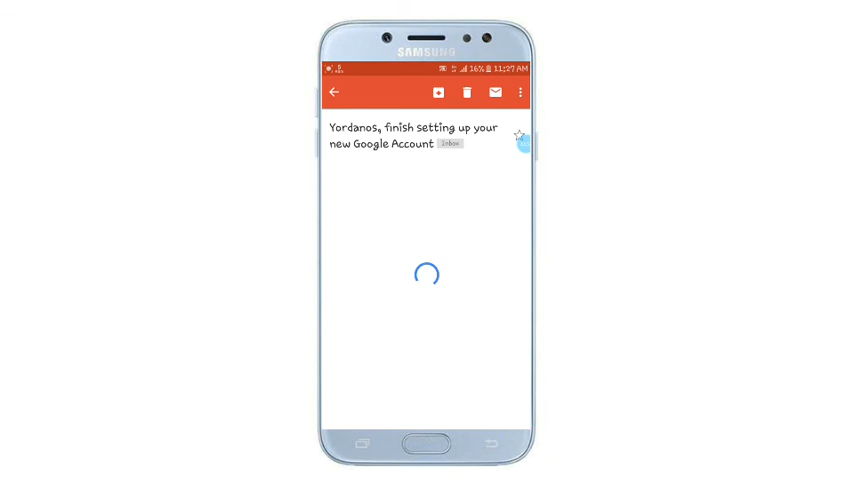 SAMSUNG
16% 11:27 AM
Yordanos, finish setting up your
new Google Account Inbox